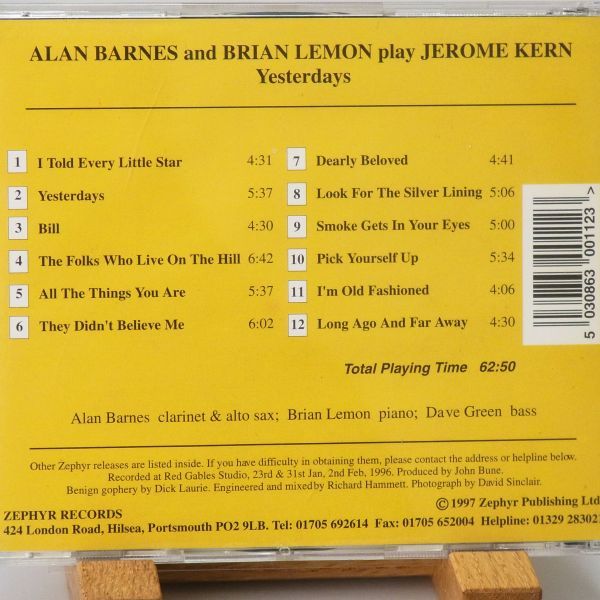 ALAN BARNES and BRIAN LEMON play JEROME KERN
Yesterdays
1 I Told Every Little Star 4:31
2 Yesterdays 5:37
3 Bill 4:30
4 The Folks Who Live On The Hill 6:42
5 All The Things You Are 5:37
6 They Didn't Believe Me 6:02
7 Dearly Beloved 4:41
8 Look For The Silver Lining 5:06
9 Smoke Gets In Your Eyes 5:00
10 Pick Yourself Up 5:34
11 I'm Old Fashioned 4:06
12 Long Ago And Far Away 4:30
5 030863 001123 >
Total Playing Time 62:50
Alan Barnes clarinet & alto sax; Brian Lemon piano; Dave Green bass
Other Zephyr releases are listed inside. If you have difficulty in obtaining them, please contact the address or helpline below.
Recorded at Red Gables Studio, 23rd & 31st Jan, 2nd Feb, 1996. Produced by John Bune.
Benign gophery by Dick Laurie. Engineered and mixed by Richard Hammett. Photograph by David Sinclair.
ZEPHYR RECORDS © 1997 Zephyr Publishing Ltd
424 London Road, Hilsea, Portsmouth PO2 9LB. Tel: 01705 692614 Fax: 01705 652004 Helpline: 01329 283021